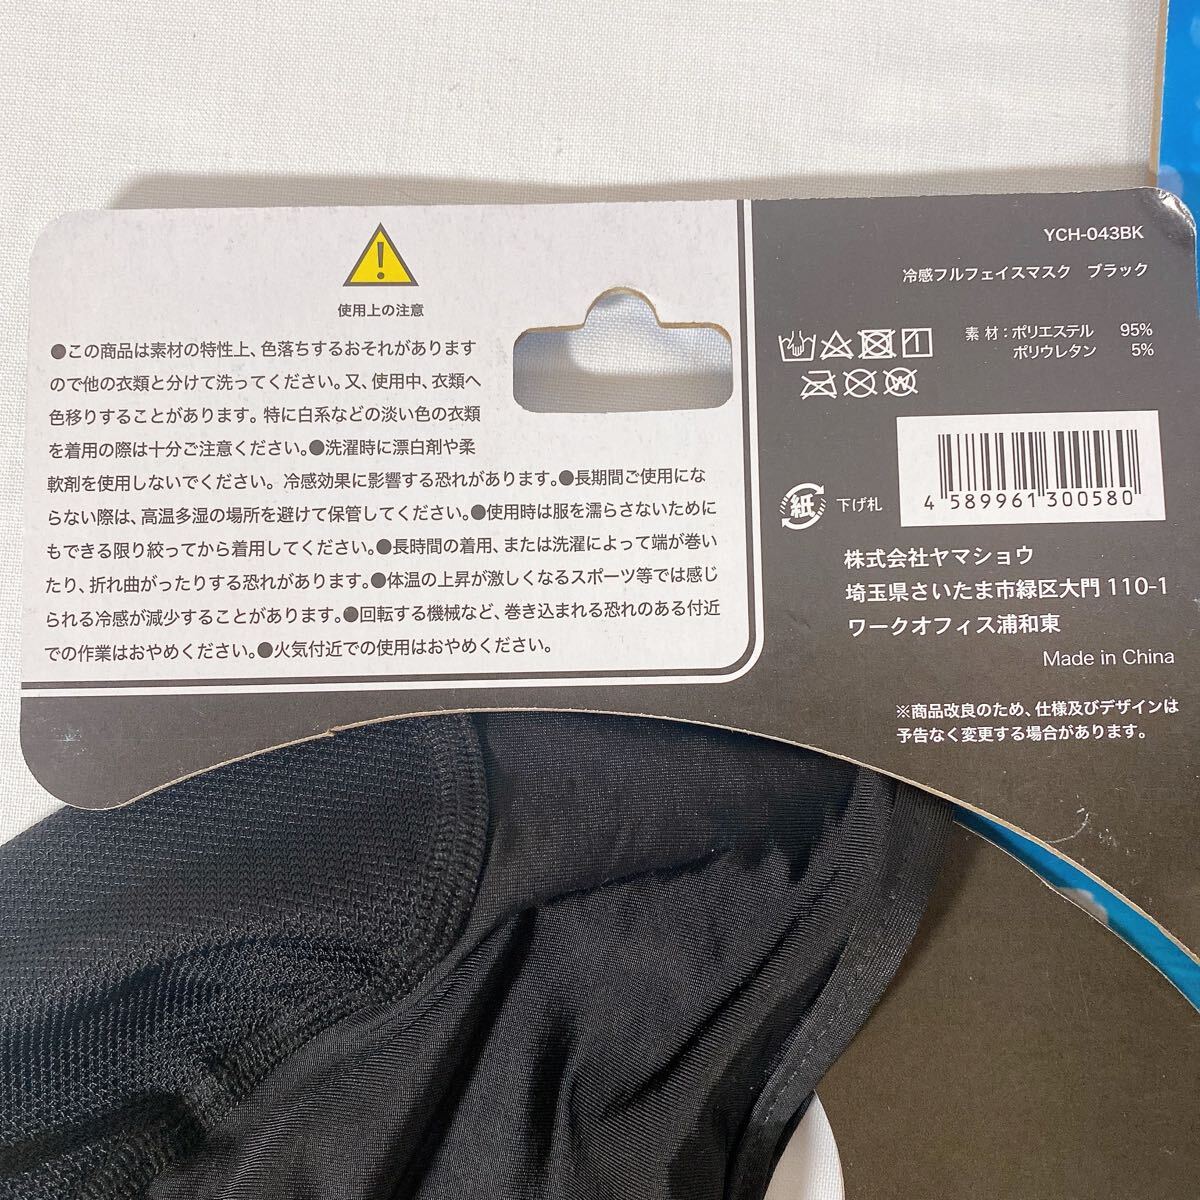 使用上の注意
●この商品は素材の特性上、色落ちするおそれがあります
ので他の衣類と分けて洗ってください。又、使用中、衣類へ
色移りすることがあります。特に白系などの淡い色の衣類
を着用の際は十分ご注意ください。●洗濯時に漂白剤や柔
軟剤を使用しないでください。冷感効果に影響する恐れがあります。●長期間ご使用にな
らない際は、高温多湿の場所を避けて保管してください。●使用時は服を濡らさないために
もできる限り絞ってから着用してください。●長時間の着用、または洗濯によって端が巻い
たり、折れ曲がったりする恐れがあります。●体温の上昇が激しくなるスポーツ等では感じ
られる冷感が減少することがあります。●回転する機械など、巻き込まれる恐れのある付近
での作業はおやめください。●火気付近での使用はおやめください。
YCH-043BK
冷感フルフェイスマスク ブラック
素材:ポリエステル 95%
ポリウレタン 5%
W
4 589961 300580
紙 下げ札
株式会社ヤマショウ
埼玉県さいたま市緑区大門110-1
ワークオフィス浦和東
Made in China
※商品改良のため、仕様及びデザインは
予告なく変更する場合があります。